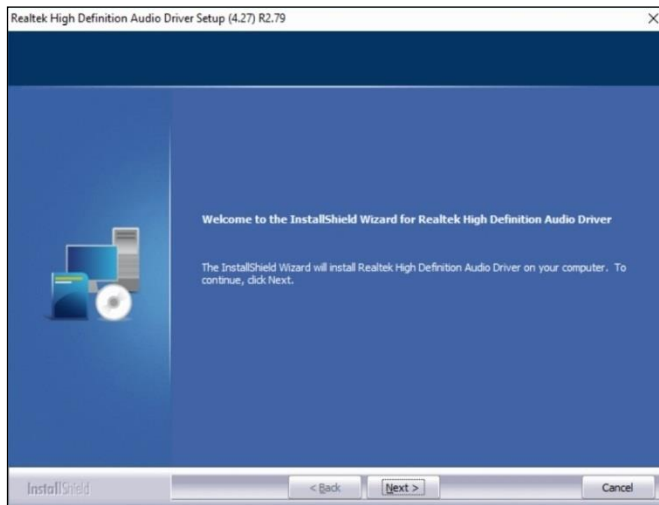 Realtek High Definition Audio Driver Setup (4.27) R2.79
Welcome to the InstallShield Wizard for Realtek High Definition Audio Driver
The InstallShield Wizard will install Realtek High Definition Audio Driver on your computer. To
continue, click Next.
InstallShield
< Back
Next >
Cancel